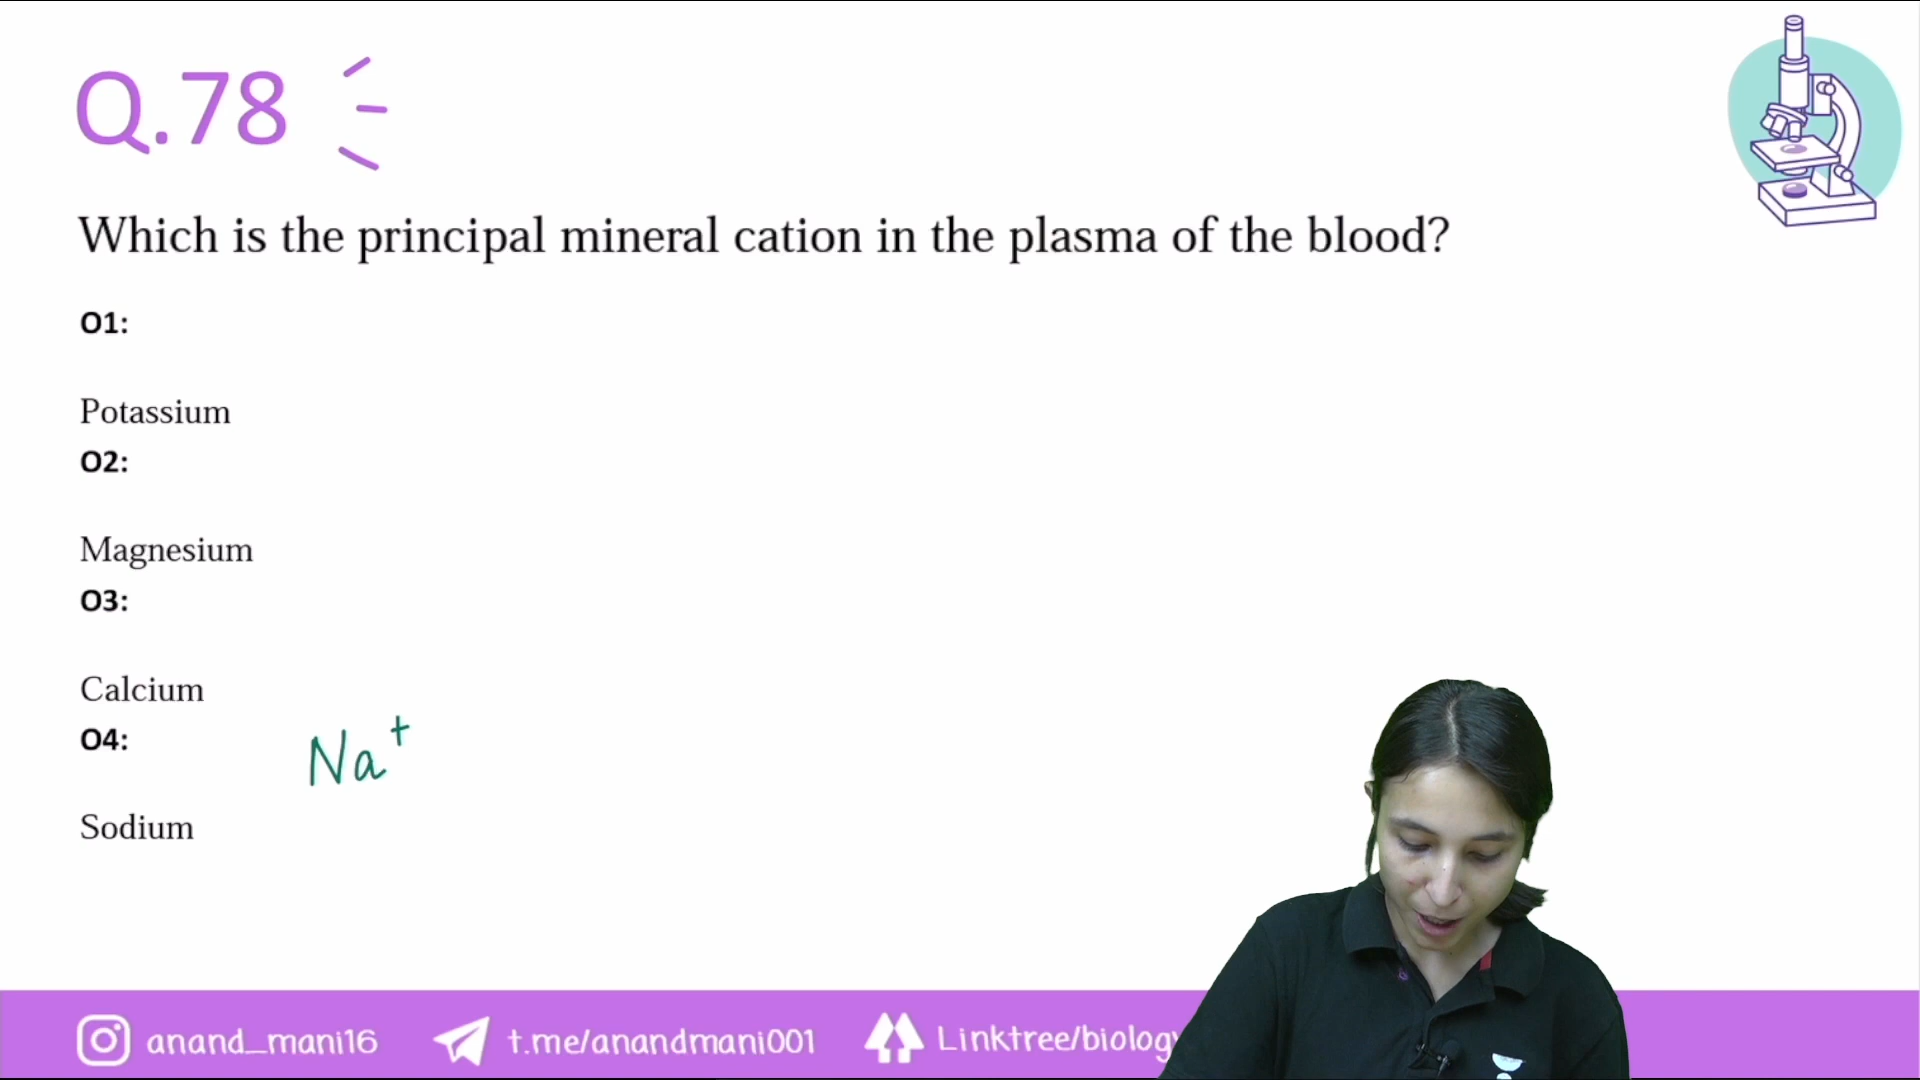 Q.78
Which is the principal mineral cation in the plasma of the blood?
O1:
Potassium
O2:
Magnesium
O3:
Calcium
O4:
Na⁺
Sodium
anand_mani16 t.me/anandmani001 Linktree/biology